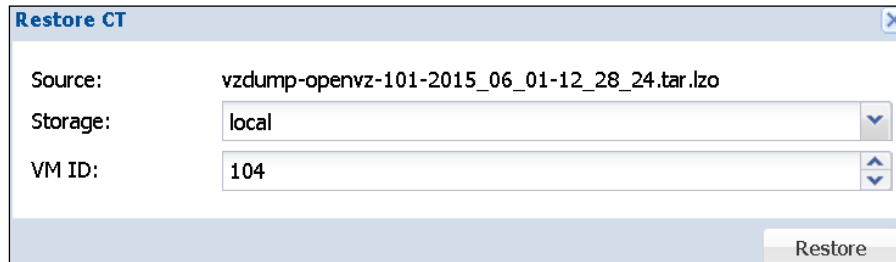 Restore CT
Source: vzdump-openvz-101-2015_06_01-12_28_24.tar.lzo
Storage: local
VM ID: 104
Restore